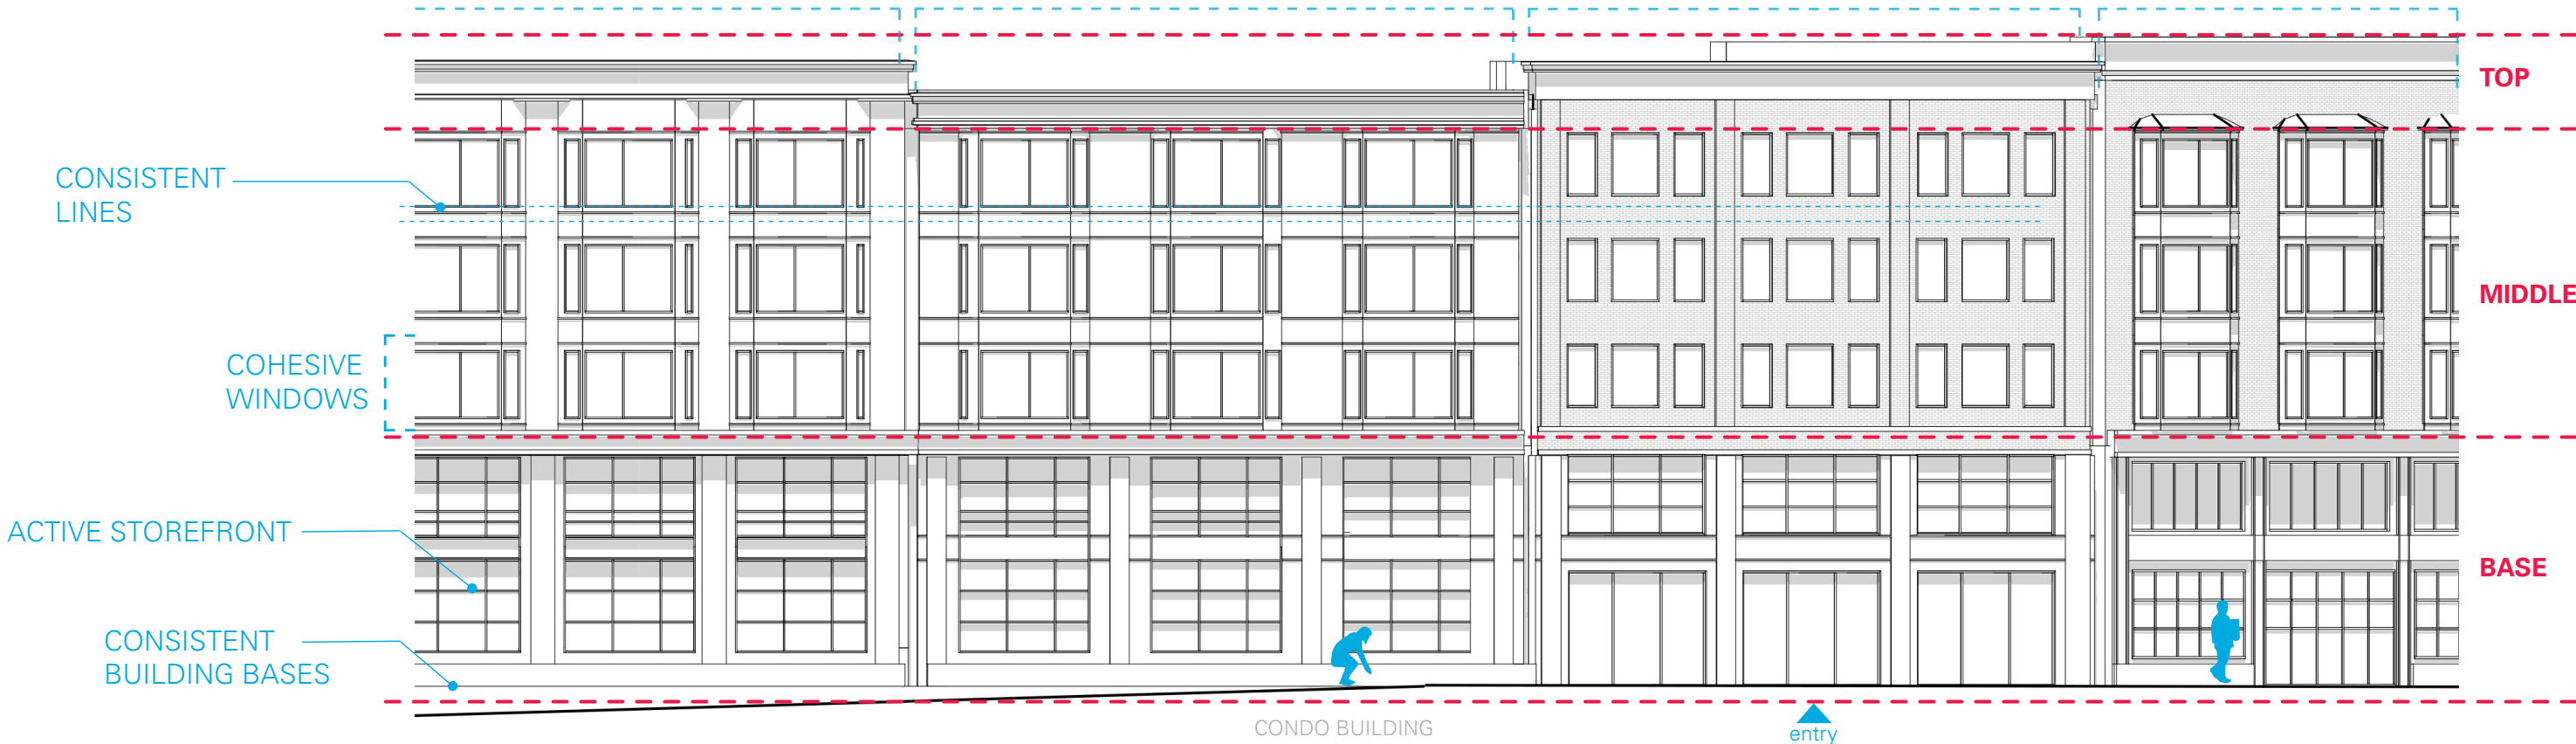 TOP
CONSISTENT
LINES
MIDDLE
COHESIVE
WINDOWS
ACTIVE STOREFRONT
BASE
CONSISTENT
BUILDING BASES
CONDO BUILDING
entry